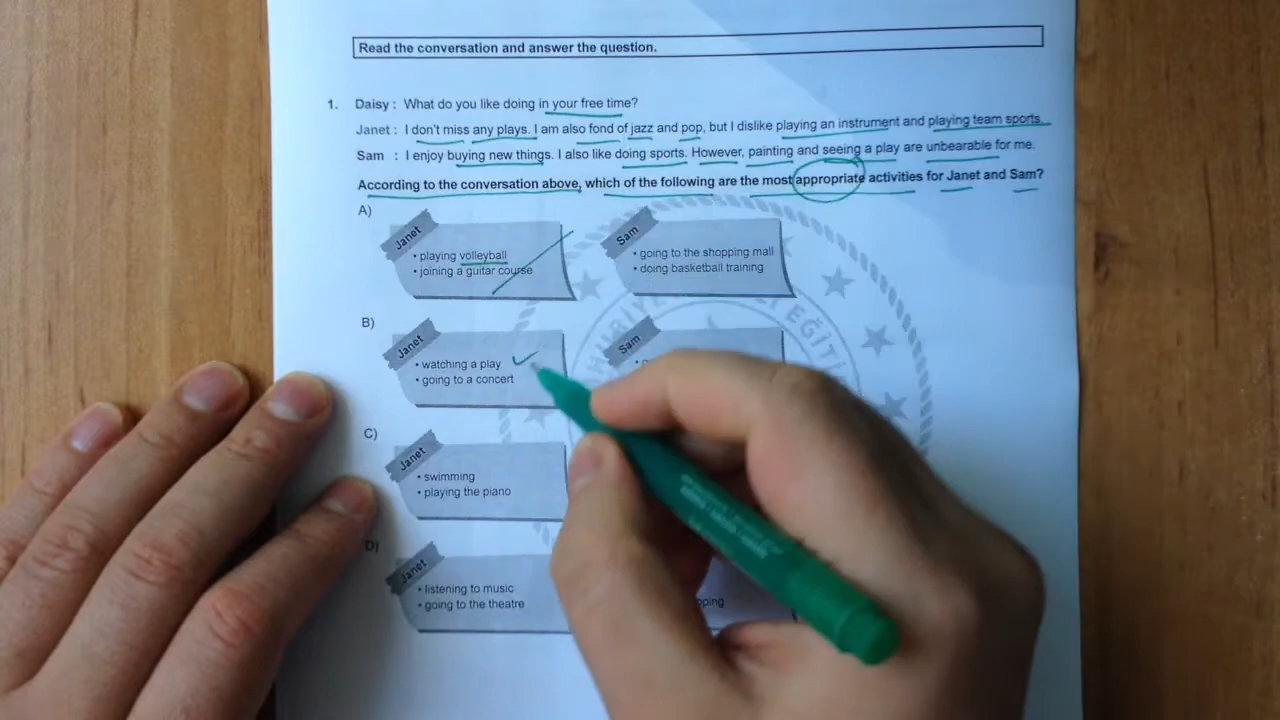 Read the conversation and answer the question.
1. Daisy : What do you like doing in your free time?
Janet : I don't miss any plays. I am also fond of jazz and pop, but I dislike playing an instrument and playing team sports.
Sam : I enjoy buying new things. I also like doing sports. However, painting and seeing a play are unbearable for me.
According to the conversation above, which of the following are the most appropriate activities for Janet and Sam?
A)
Janet
• playing volleyball
• joining a guitar course
Sam
• going to the shopping mall
• doing basketball training
B)
Janet
• watching a play
• going to a concert
Sam
C)
Janet
• swimming
• playing the piano
D)
Janet
• listening to music
• going to the theatre